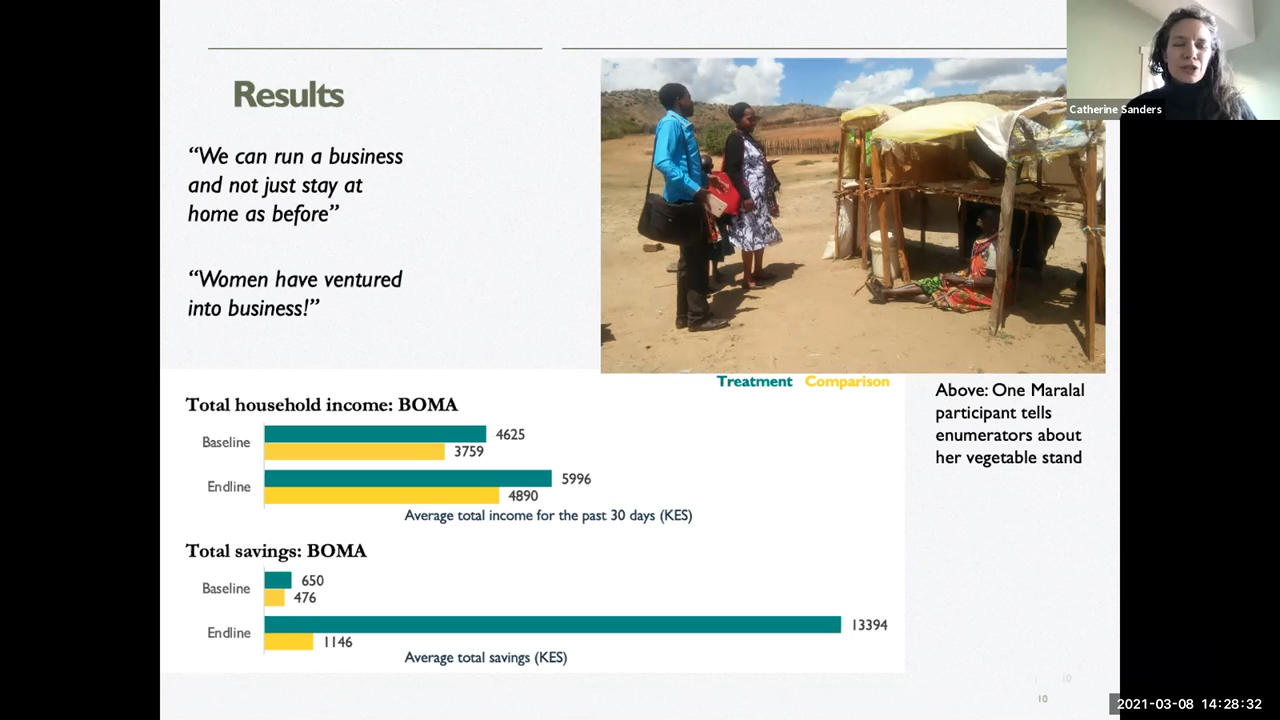 Results
“We can run a business
and not just stay at
home as before”
“Women have ventured
into business!”
Catherine Sanders
Treatment Comparison
Above: One Maralal
participant tells
enumerators about
her vegetable stand
Total household income: BOMA
Baseline
4625
3759
Endline
5996
4890
Average total income for the past 30 days (KES)
Total savings: BOMA
Baseline
650
476
Endline
13394
1146
Average total savings (KES)
10
10
2021-03-08 14:28:32